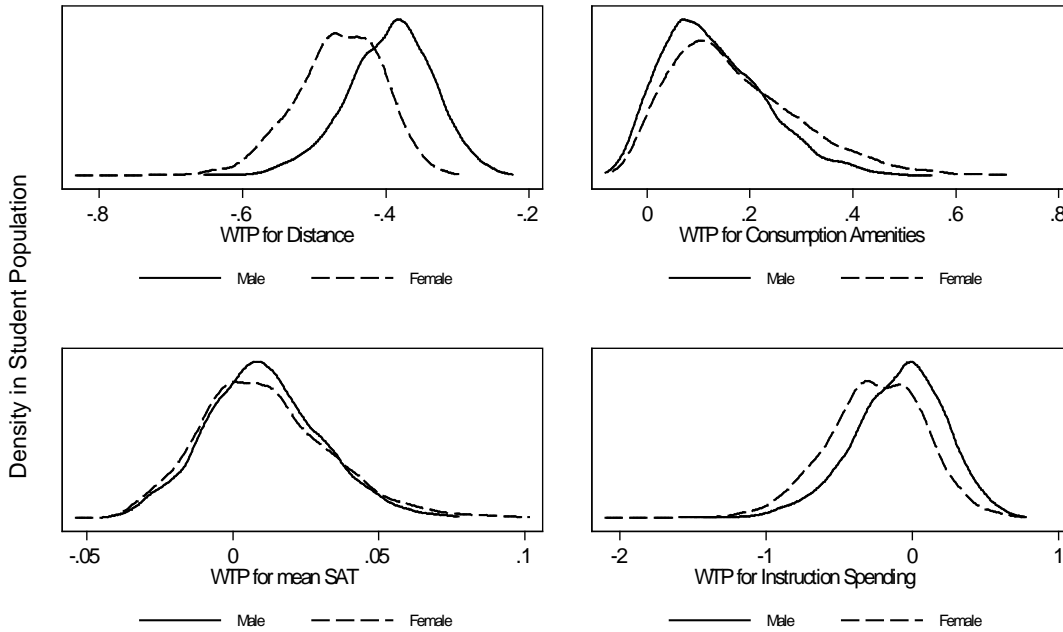 Density in Student Population
-.8 -.6 -.4 -.2
WTP for Distance
Male Female
0 .2 .4 .6 .8
WTP for Consumption Amenities
Male Female
-.05 0 .05 .1
WTP for mean SAT
Male Female
-2 -1 0 1
WTP for Instruction Spending
Male Female